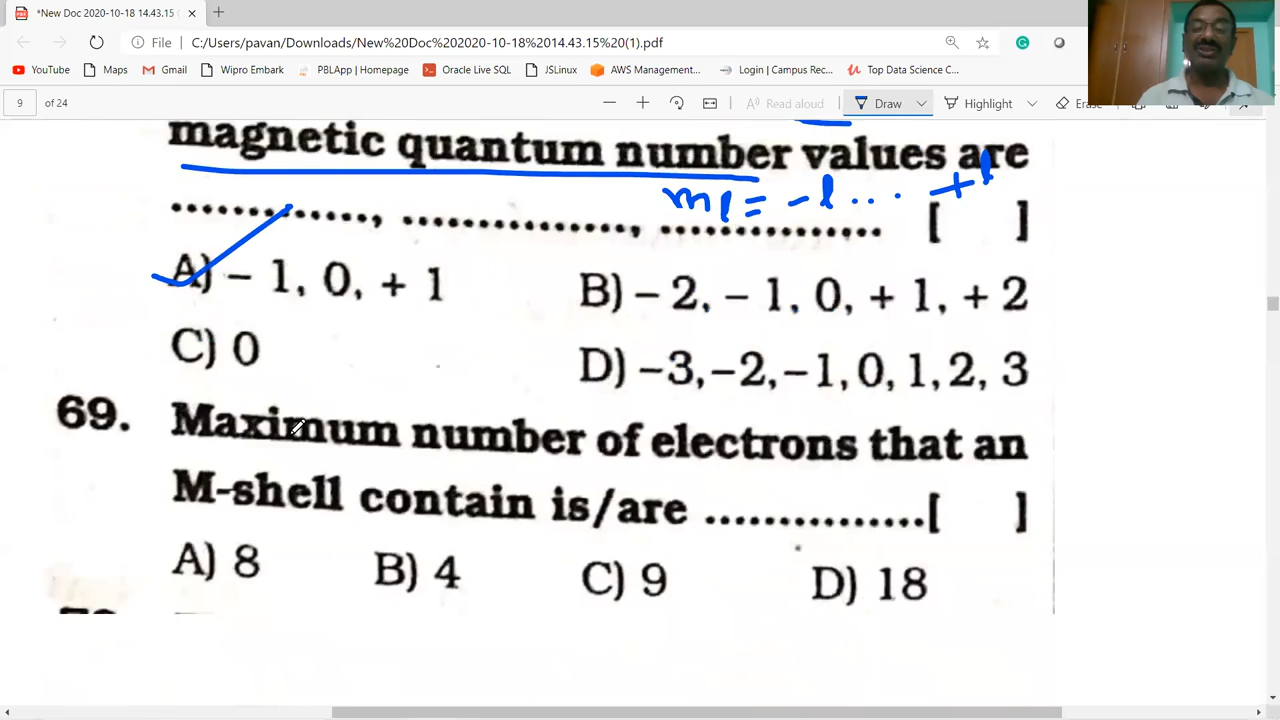 *New Doc 2020-10-18 14.43.15
File C:/Users/pavan/Downloads/New%20Doc%202020-10-18%2014.43.15%20(1).pdf
YouTube Maps Gmail Wipro Embark PBLApp | Homepage Oracle Live SQL JSLinux AWS Management... Login | Campus Rec... Top Data Science C...
9 of 24 Read aloud Draw Highlight Erase
magnetic quantum number values are
ml = -l ... +l
..............., ................., ................ [ ]
A) – 1, 0, + 1 B) – 2, – 1, 0, + 1, + 2
C) 0 D) –3, –2, –1, 0, 1, 2, 3
69. Maximum number of electrons that an
M-shell contain is/are ...............[ ]
A) 8 B) 4 C) 9 D) 18